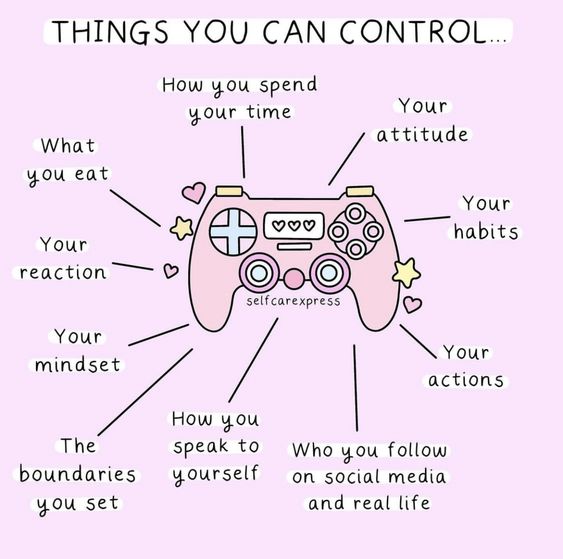 THINGS YOU CAN CONTROL...
How you spend
your time
Your
attitude
What
you eat
Your
habits
Your
reaction
selfcarexpress
Your
mindset
Your
actions
How you
speak to
yourself
The
boundaries
you set
Who you follow
on social media
and real life